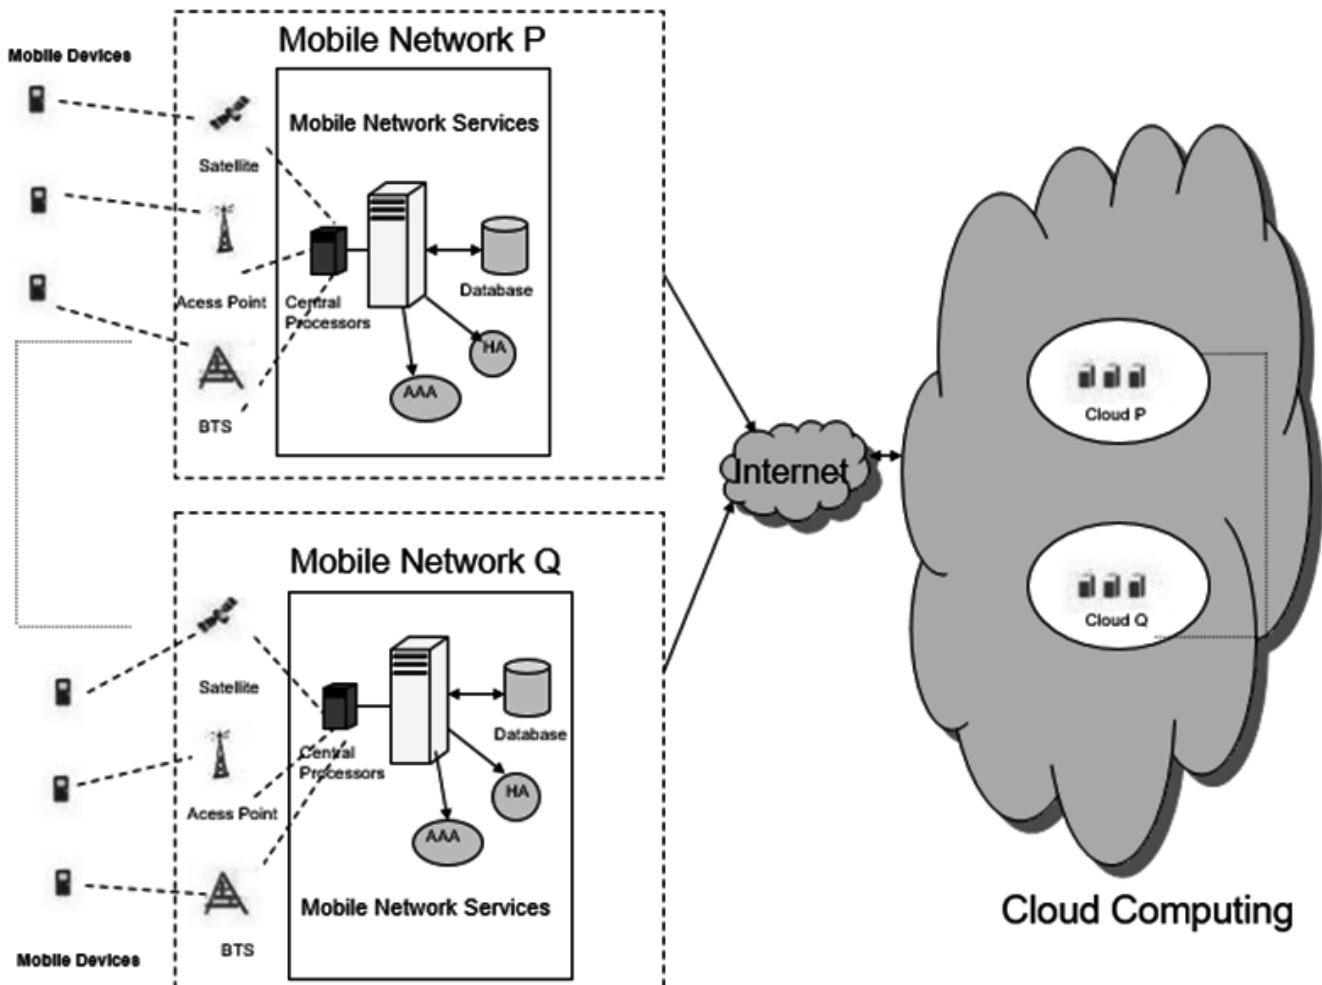 Mobile Devices
Mobile Network P
Mobile Network Services
Satellite
Acess Point
Central
Processors
Database
HA
AAA
BTS
Internet
Cloud P
Cloud Q
Cloud Computing
Mobile Network Q
Satellite
Acess Point
Central
Processors
Database
HA
AAA
Mobile Network Services
BTS
Mobile Devices